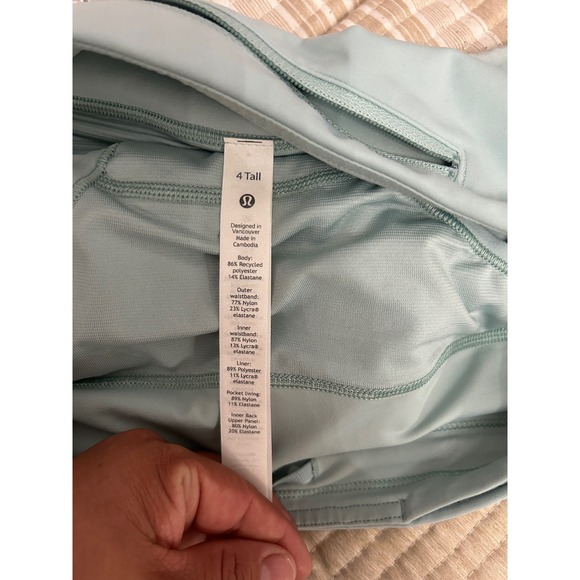 4 Tall
Designed in
Vancouver
Made in
Cambodia
Body:
86% Recycled
polyester
14% Elastane
Outer
waistband:
77% Nylon
23% Lycra®
elastane
Inner
waistband:
87% Nylon
13% Lycra®
elastane
Liner:
89% Polyester
11% Lycra®
elastane
Pocket lining:
89% Nylon
11% Elastane
Inner Back
Upper Panel:
80% Nylon
20% Elastane